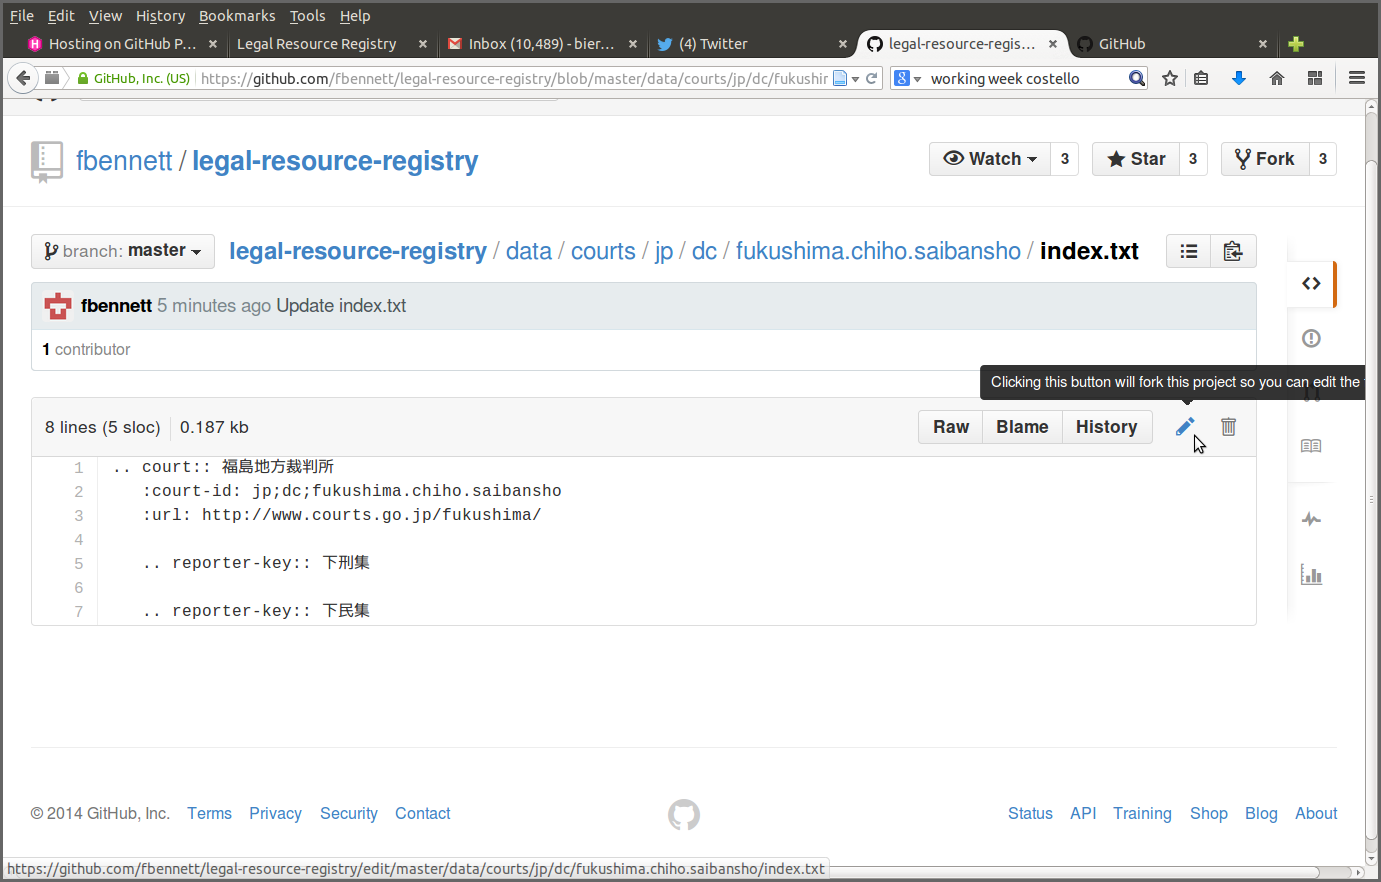 File Edit View History Bookmarks Tools Help
Hosting on GitHub P... Legal Resource Registry Inbox (10,489) - bier... (4) Twitter legal-resource-regis... GitHub
GitHub, Inc. (US) https://github.com/fbennett/legal-resource-registry/blob/master/data/courts/jp/dc/fukushir 8 working week costello
fbennett / legal-resource-registry Watch 3 Star 3 Fork 3
branch: master legal-resource-registry / data / courts / jp / dc / fukushima.chiho.saibansho / index.txt
fbennett 5 minutes ago Update index.txt
1 contributor
Clicking this button will fork this project so you can edit the
8 lines (5 sloc) 0.187 kb Raw Blame History
1 .. court:: 福島地方裁判所
2 :court-id: jp;dc;fukushima.chiho.saibansho
3 :url: http://www.courts.go.jp/fukushima/
4
5 .. reporter-key:: 下刑集
6
7 .. reporter-key:: 下民集
© 2014 GitHub, Inc. Terms Privacy Security Contact Status API Training Shop Blog About
https://github.com/fbennett/legal-resource-registry/edit/master/data/courts/jp/dc/fukushima.chiho.saibansho/index.txt